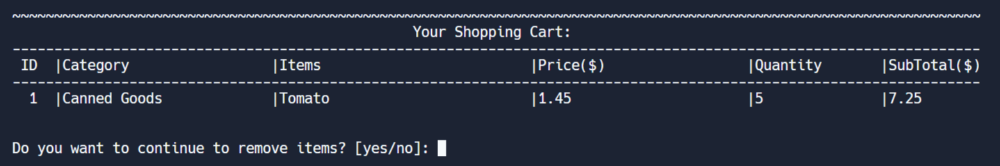 ~~~~~~~~~~~~~~~~~~~~~~~~~~~~~~~~~~~~~~~~~~~~~~~~~~~~~~~~~~~~~~~~~~~~~~~~~~~~~~~~~~~~~~~~~~~~~~~~~~~~~~~~~~~~~~~~~~~~
Your Shopping Cart:
--------------------------------------------------------------------------------------------------------------------
 ID  |Category                 |Items                         |Price($)                 |Quantity       |SubTotal($)
--------------------------------------------------------------------------------------------------------------------
  1  |Canned Goods             |Tomato                        |1.45                     |5              |7.25
Do you want to continue to remove items? [yes/no]: